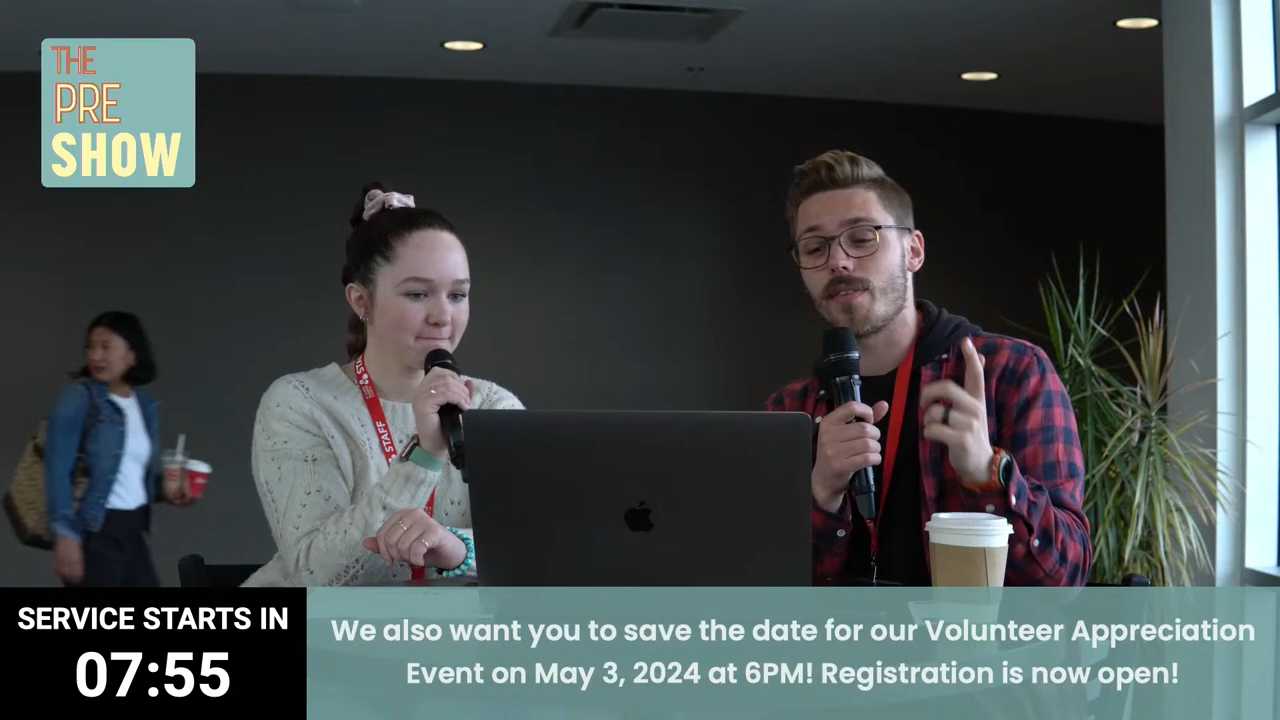 THE
PRE
SHOW
STAFF
SERVICE STARTS IN
07:55
We also want you to save the date for our Volunteer Appreciation
Event on May 3, 2024 at 6PM! Registration is now open!